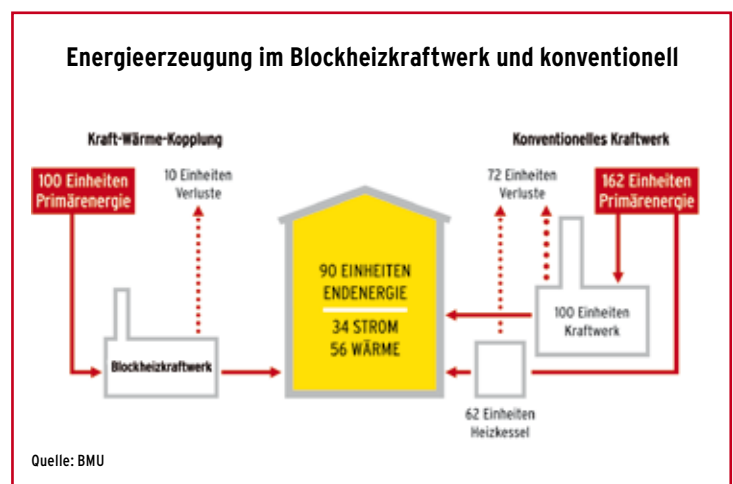 Energieerzeugung im Blockheizkraftwerk und konventionell
Kraft-Wärme-Kopplung
100 Einheiten
Primärenergie
10 Einheiten
Verluste
Blockheizkraftwerk
90 EINHEITEN
ENDENERGIE
34 STROM
56 WÄRME
Konventionelles Kraftwerk
72 Einheiten
Verluste
162 Einheiten
Primärenergie
100 Einheiten
Kraftwerk
62 Einheiten
Heizkessel
Quelle: BMU